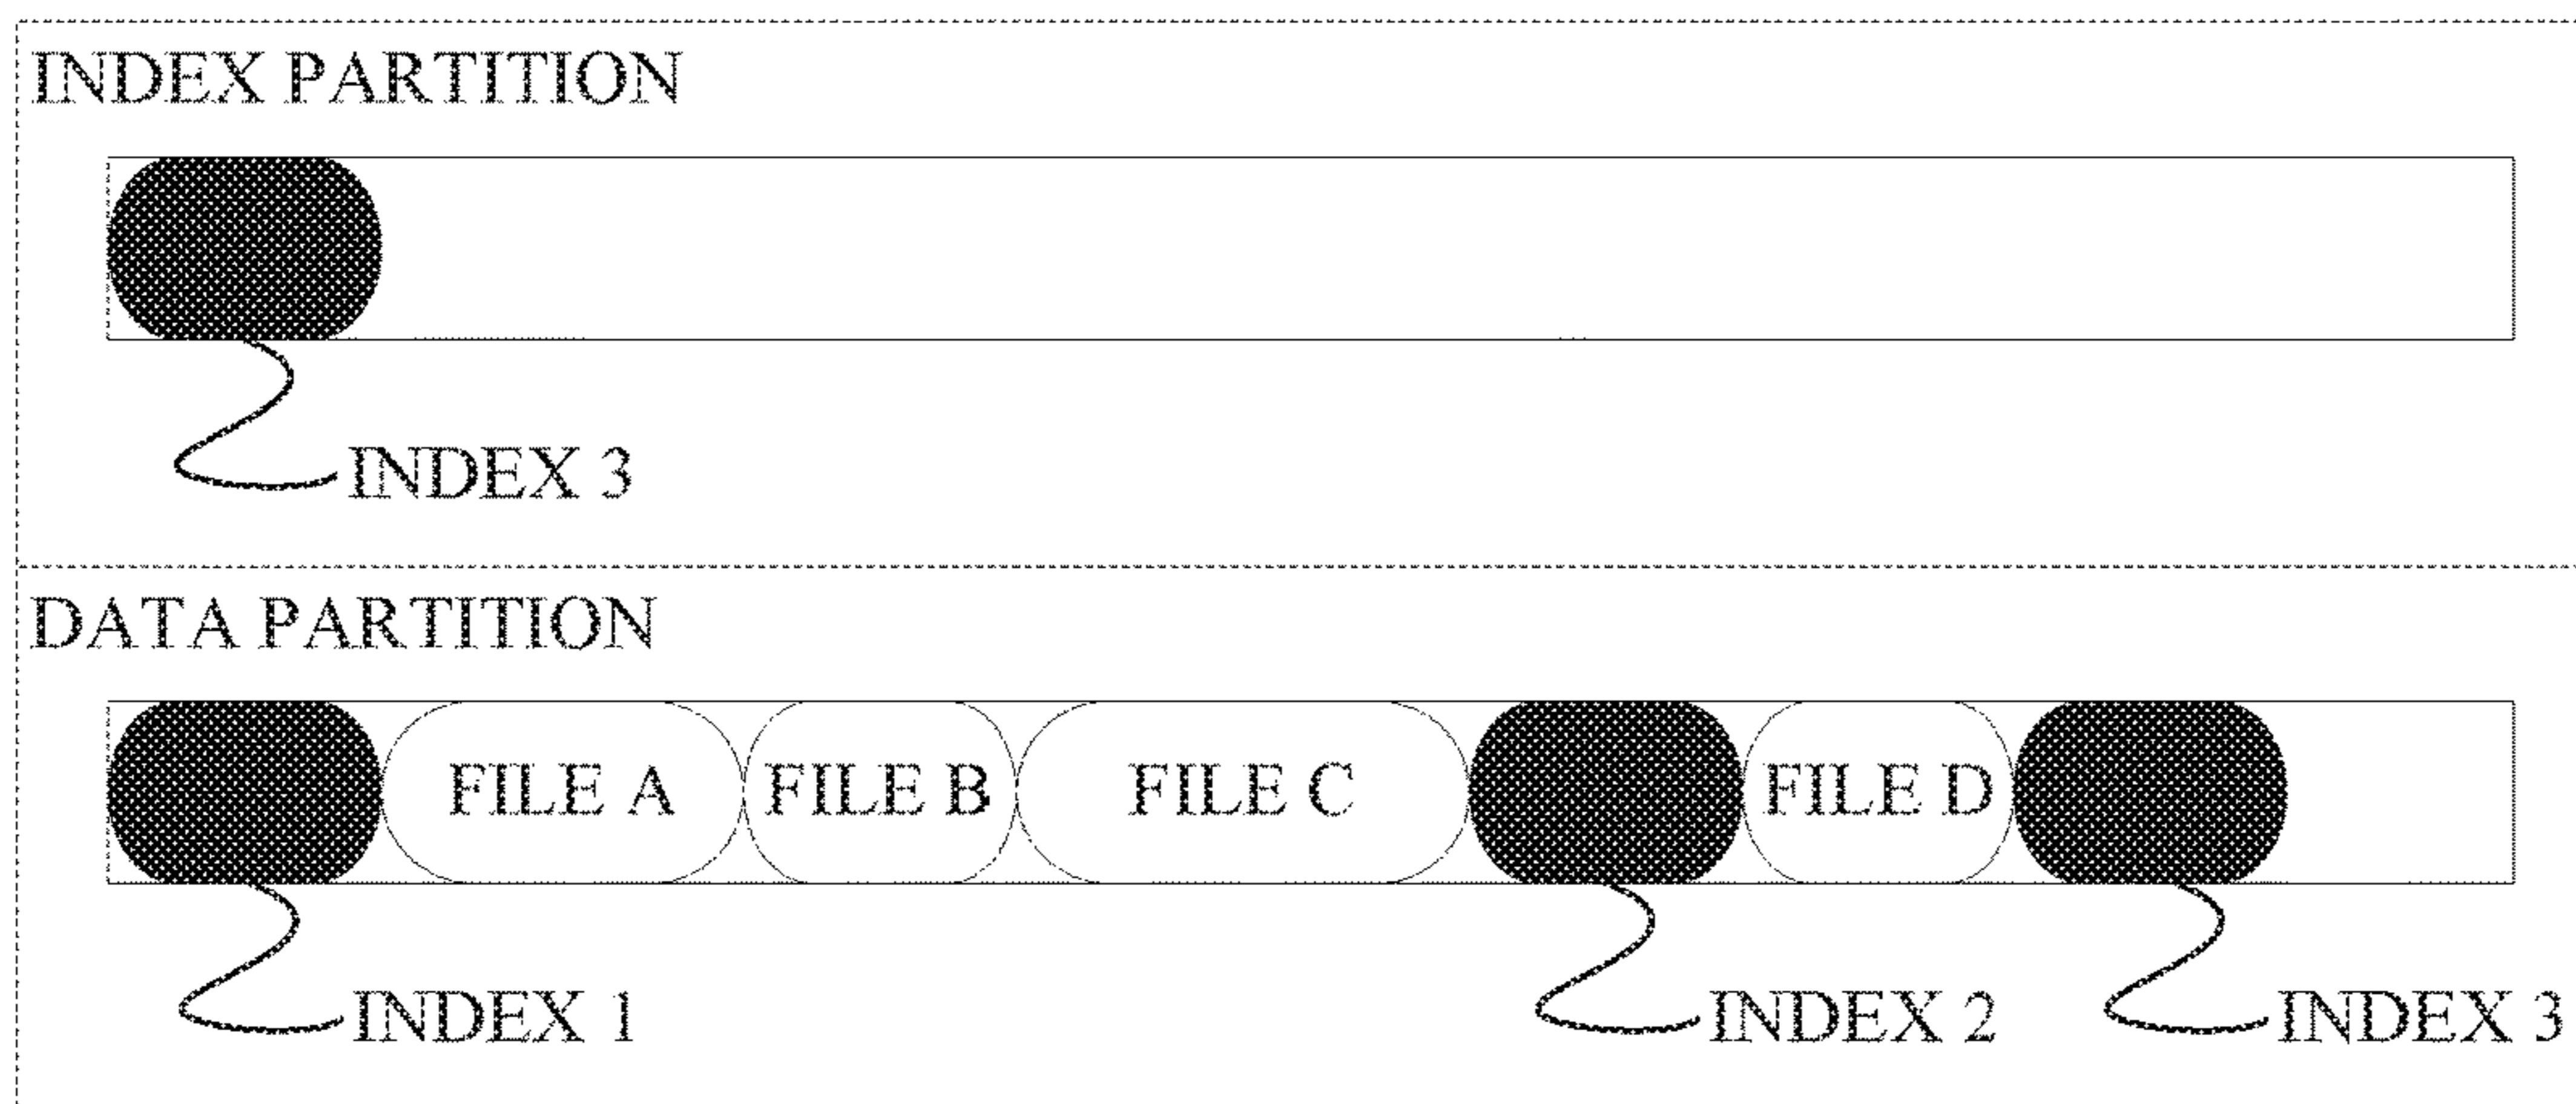 INDEX PARTITION
INDEX 3
DATA PARTITION
FILE A FILE B FILE C FILE D
INDEX 1 INDEX 2 INDEX 3